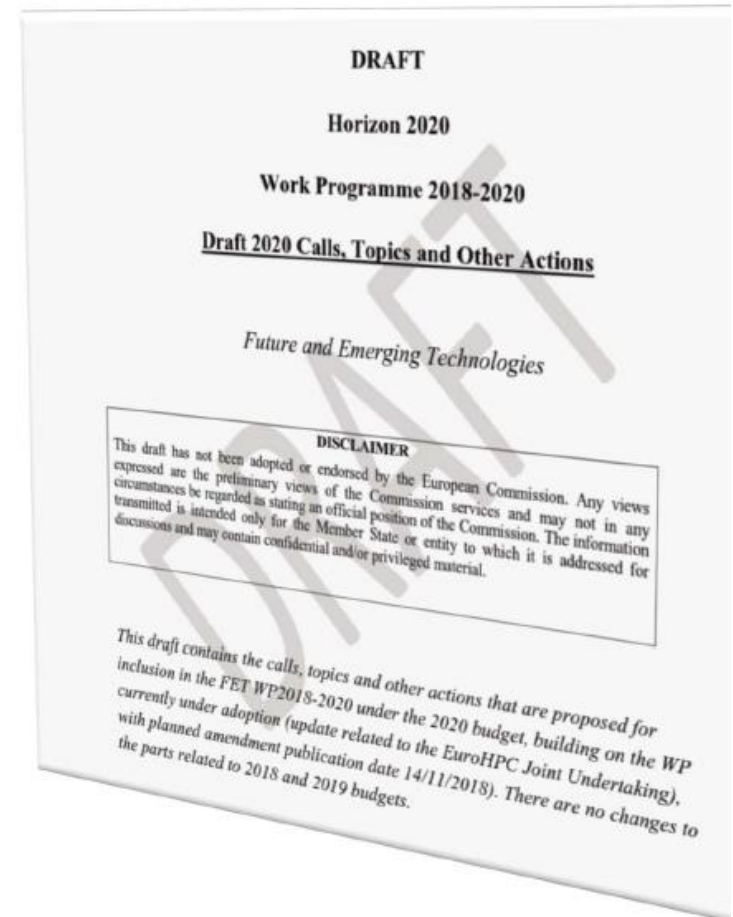 DRAFT
Horizon 2020
Work Programme 2018-2020
Draft 2020 Calls, Topics and Other Actions
Future and Emerging Technologies
DISCLAIMER
This draft has not been adopted or endorsed by the European Commission. Any views
expressed are the preliminary views of the Commission services and may not in any
circumstances be regarded as stating an official position of the Commission. The information
transmitted is intended only for the Member State or entity to which it is addressed for
discussions and may contain confidential and/or privileged material.
This draft contains the calls, topics and other actions that are proposed for
inclusion in the FET WP2018-2020 under the 2020 budget, building on the WP
currently under adoption (update related to the EuroHPC Joint Undertaking),
with planned amendment publication date 14/11/2018). There are no changes to
the parts related to 2018 and 2019 budgets.
DRAFT